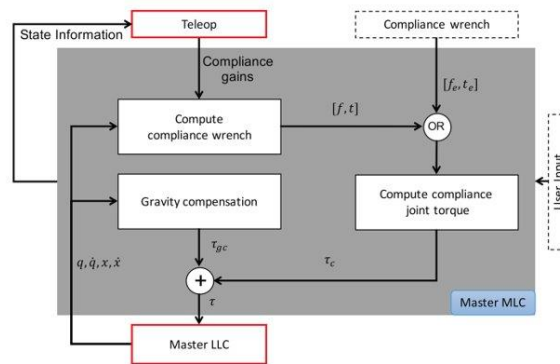 Teleop
Compliance wrench
State Information
Compliance
gains
[f, t]
[f_e, t_e]
Compute
compliance wrench
OR
User Input
Gravity compensation
Compute compliance
joint torque
q, q̇, x, ẋ
τ_gc
τ_c
+
τ
Master MLC
Master LLC